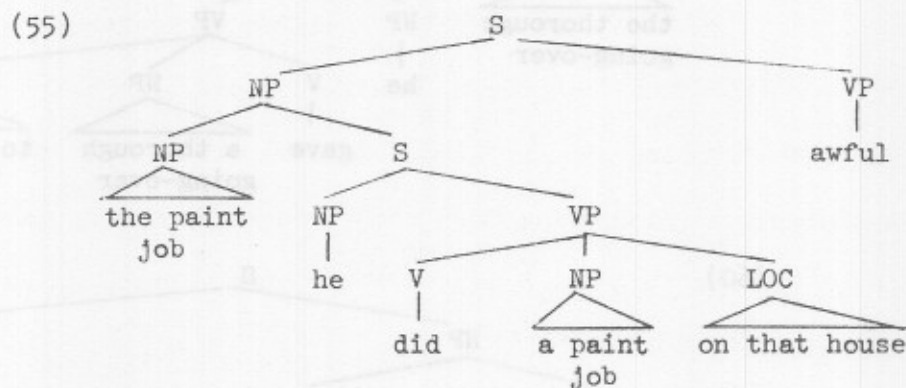 (55)
S
NP VP
NP S awful
the paint
job
NP VP
he V NP LOC
did a paint
job
on that house